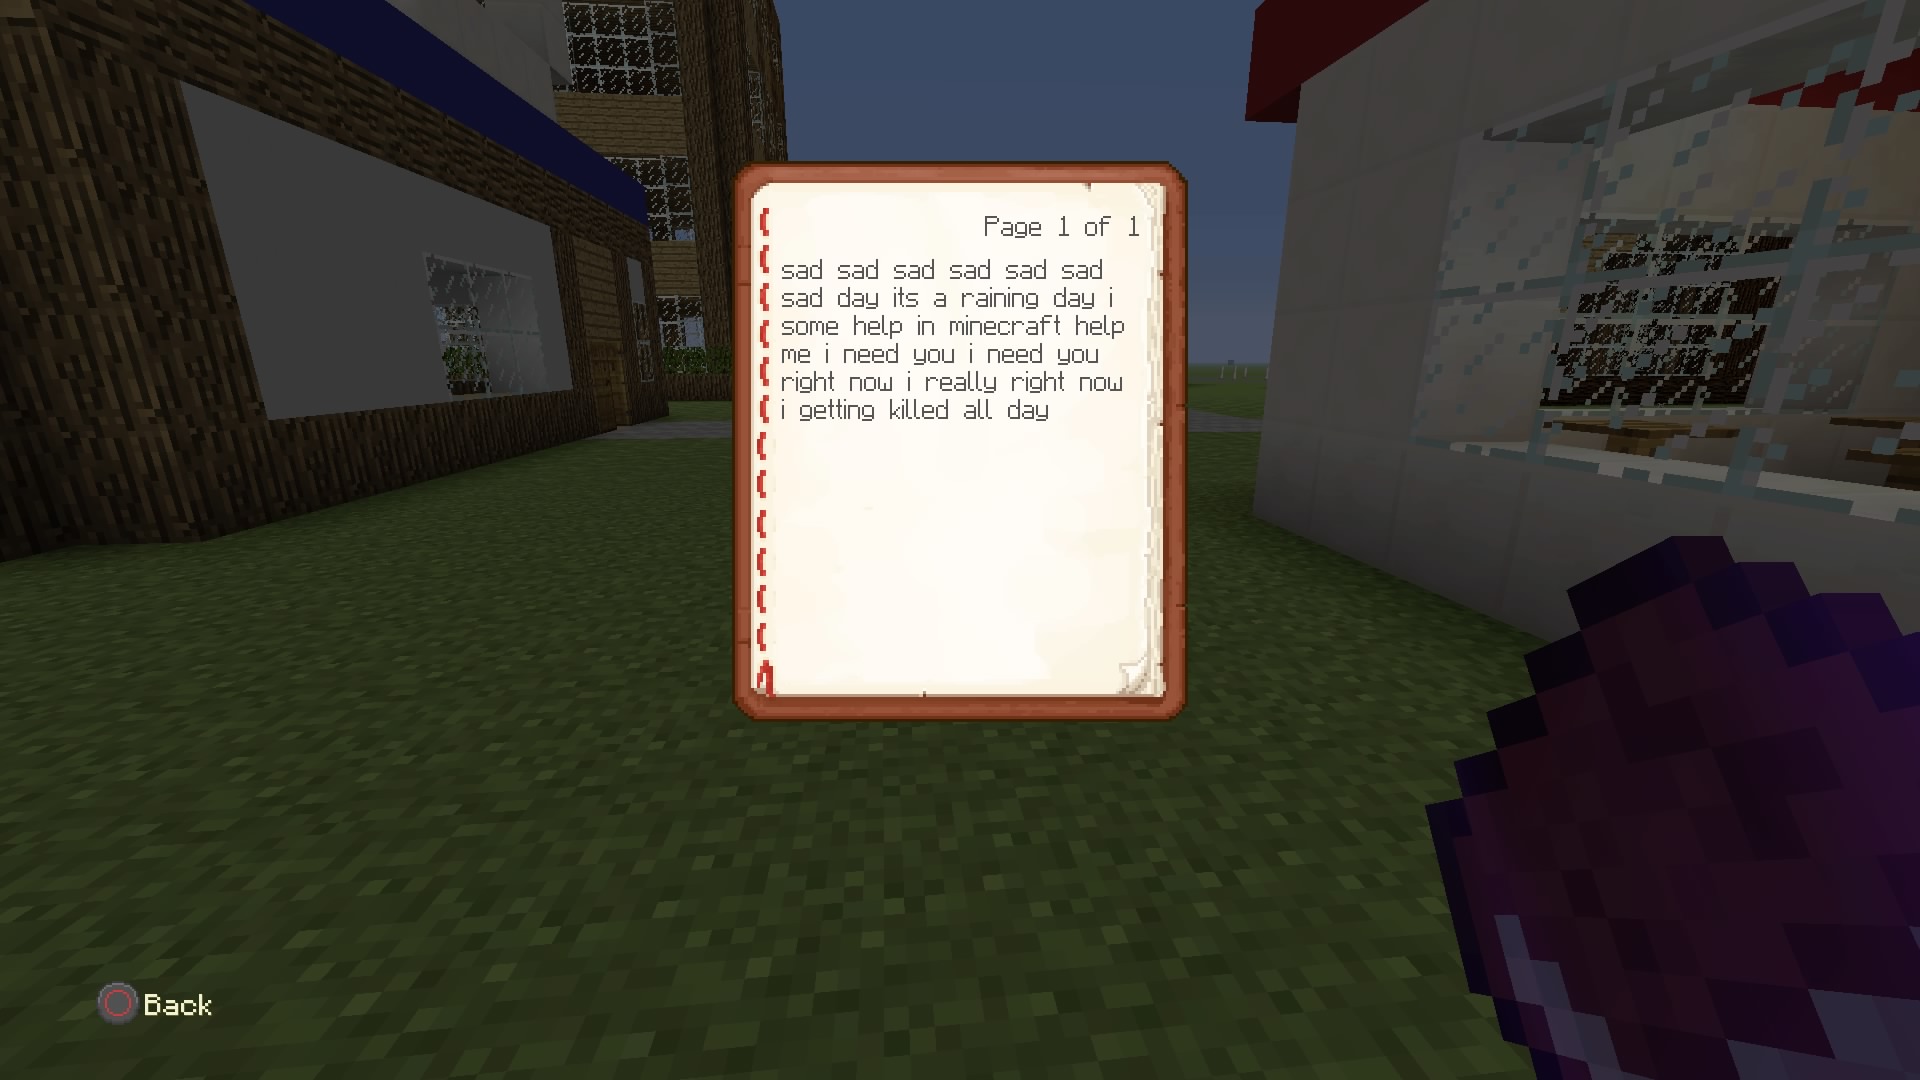 Page 1 of 1
sad sad sad sad sad sad
sad day its a raining day i
some help in minecraft help
me i need you i need you
right now i really right now
i getting killed all day
Back